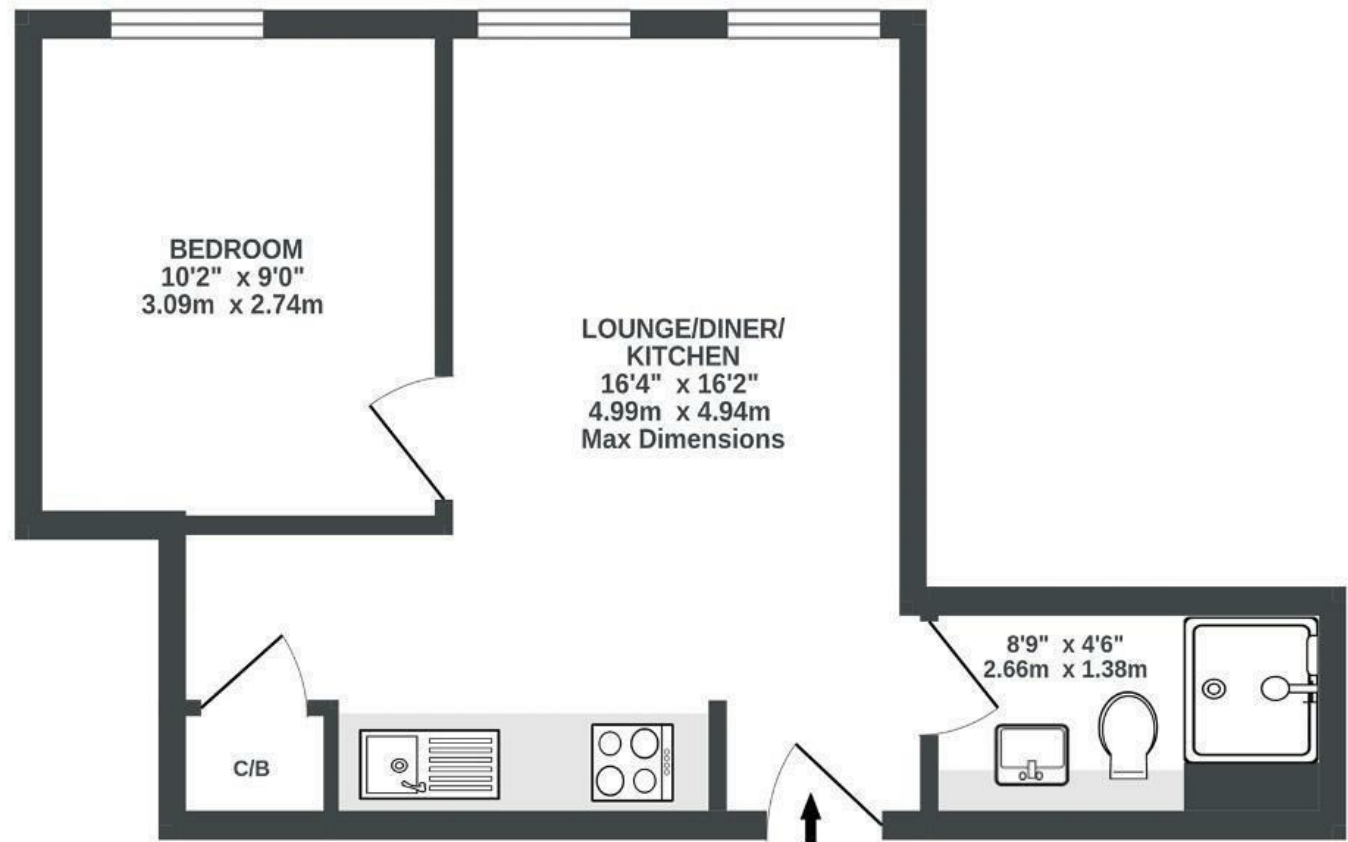 BEDROOM
10'2" x 9'0"
3.09m x 2.74m
LOUNGE/DINER/
KITCHEN
16'4" x 16'2"
4.99m x 4.94m
Max Dimensions
8'9" x 4'6"
2.66m x 1.38m
C/B